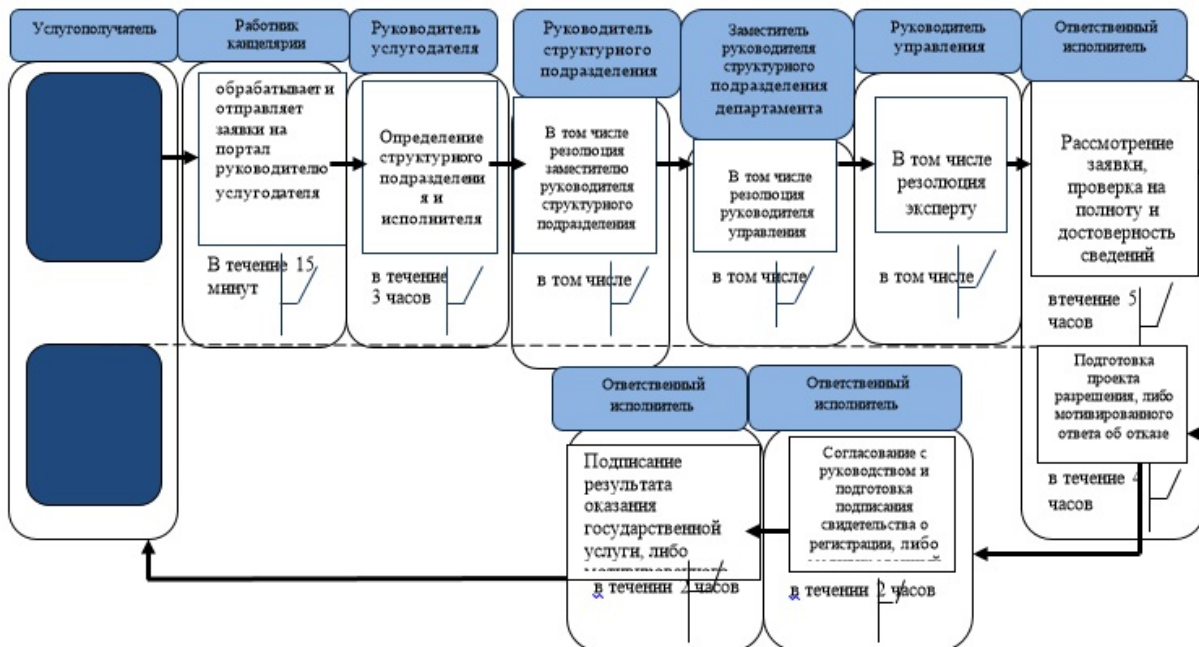 Услугополучатель
Работник
канцелярии
Руководитель
услугодателя
Руководитель
структурного
подразделения
Заместитель
руководителя
структурного
подразделения
департамента
Руководитель
управления
Ответственный
исполнитель
обрабатывает и
отправляет
заявки на
портал
руководителю
услугодателя
В течение 15
минут
Определение
структурного
подразделени
я и
исполнителя
в течение
3 часов
В том числе
резолюция
заместителю
руководителя
структурного
подразделения
в том числе
В том числе
резолюция
руководителя
управления
в том числе
В том числе
резолюция
эксперту
в том числе
Рассмотрение
заявки,
проверка на
полноту и
достоверность
сведений
втечение 5
часов
Подготовка
проекта
разрешения, либо
мотивированного
ответа об отказе
в течение 4
часов
Ответственный
исполнитель
Подписание
результата
оказания
государственной
услуги, либо
мотивированного
в течении 2 часов
Ответственный
исполнитель
Согласование с
руководством и
подготовка
подписания
свидетельства о
регистрации, либо
в течении 2 часов